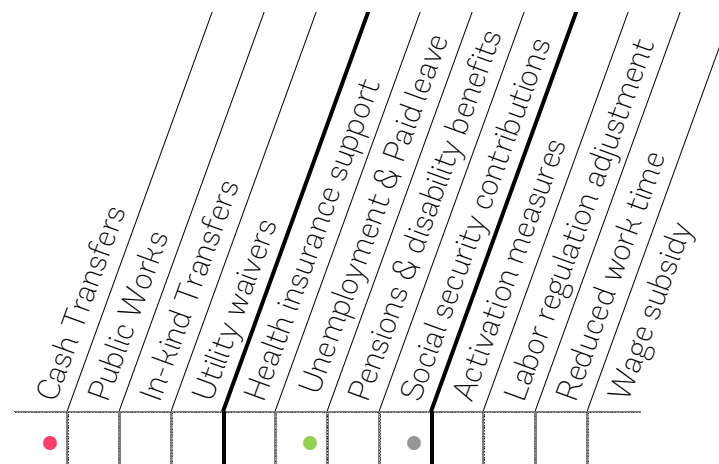 Cash Transfers
Public Works
In-kind Transfers
Utility waivers
Health insurance support
Unemployment & Paid leave
Pensions & disability benefits
Social security contributions
Activation measures
Labor regulation adjustment
Reduced work time
Wage subsidy